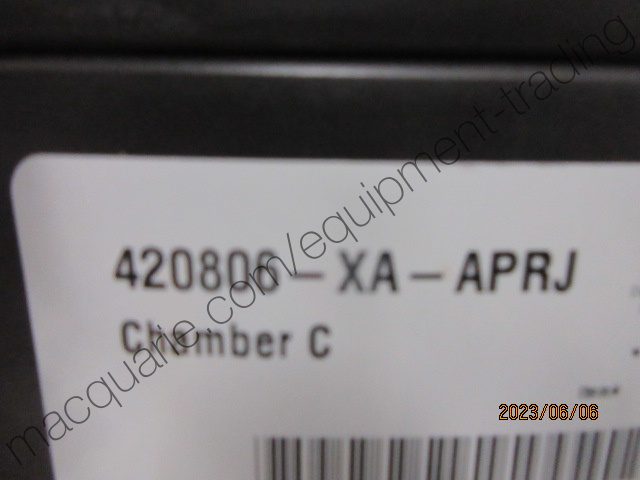 420806-XA-APRJ
Chamber C
2023/06/06
macquarie.com/equipment-trading